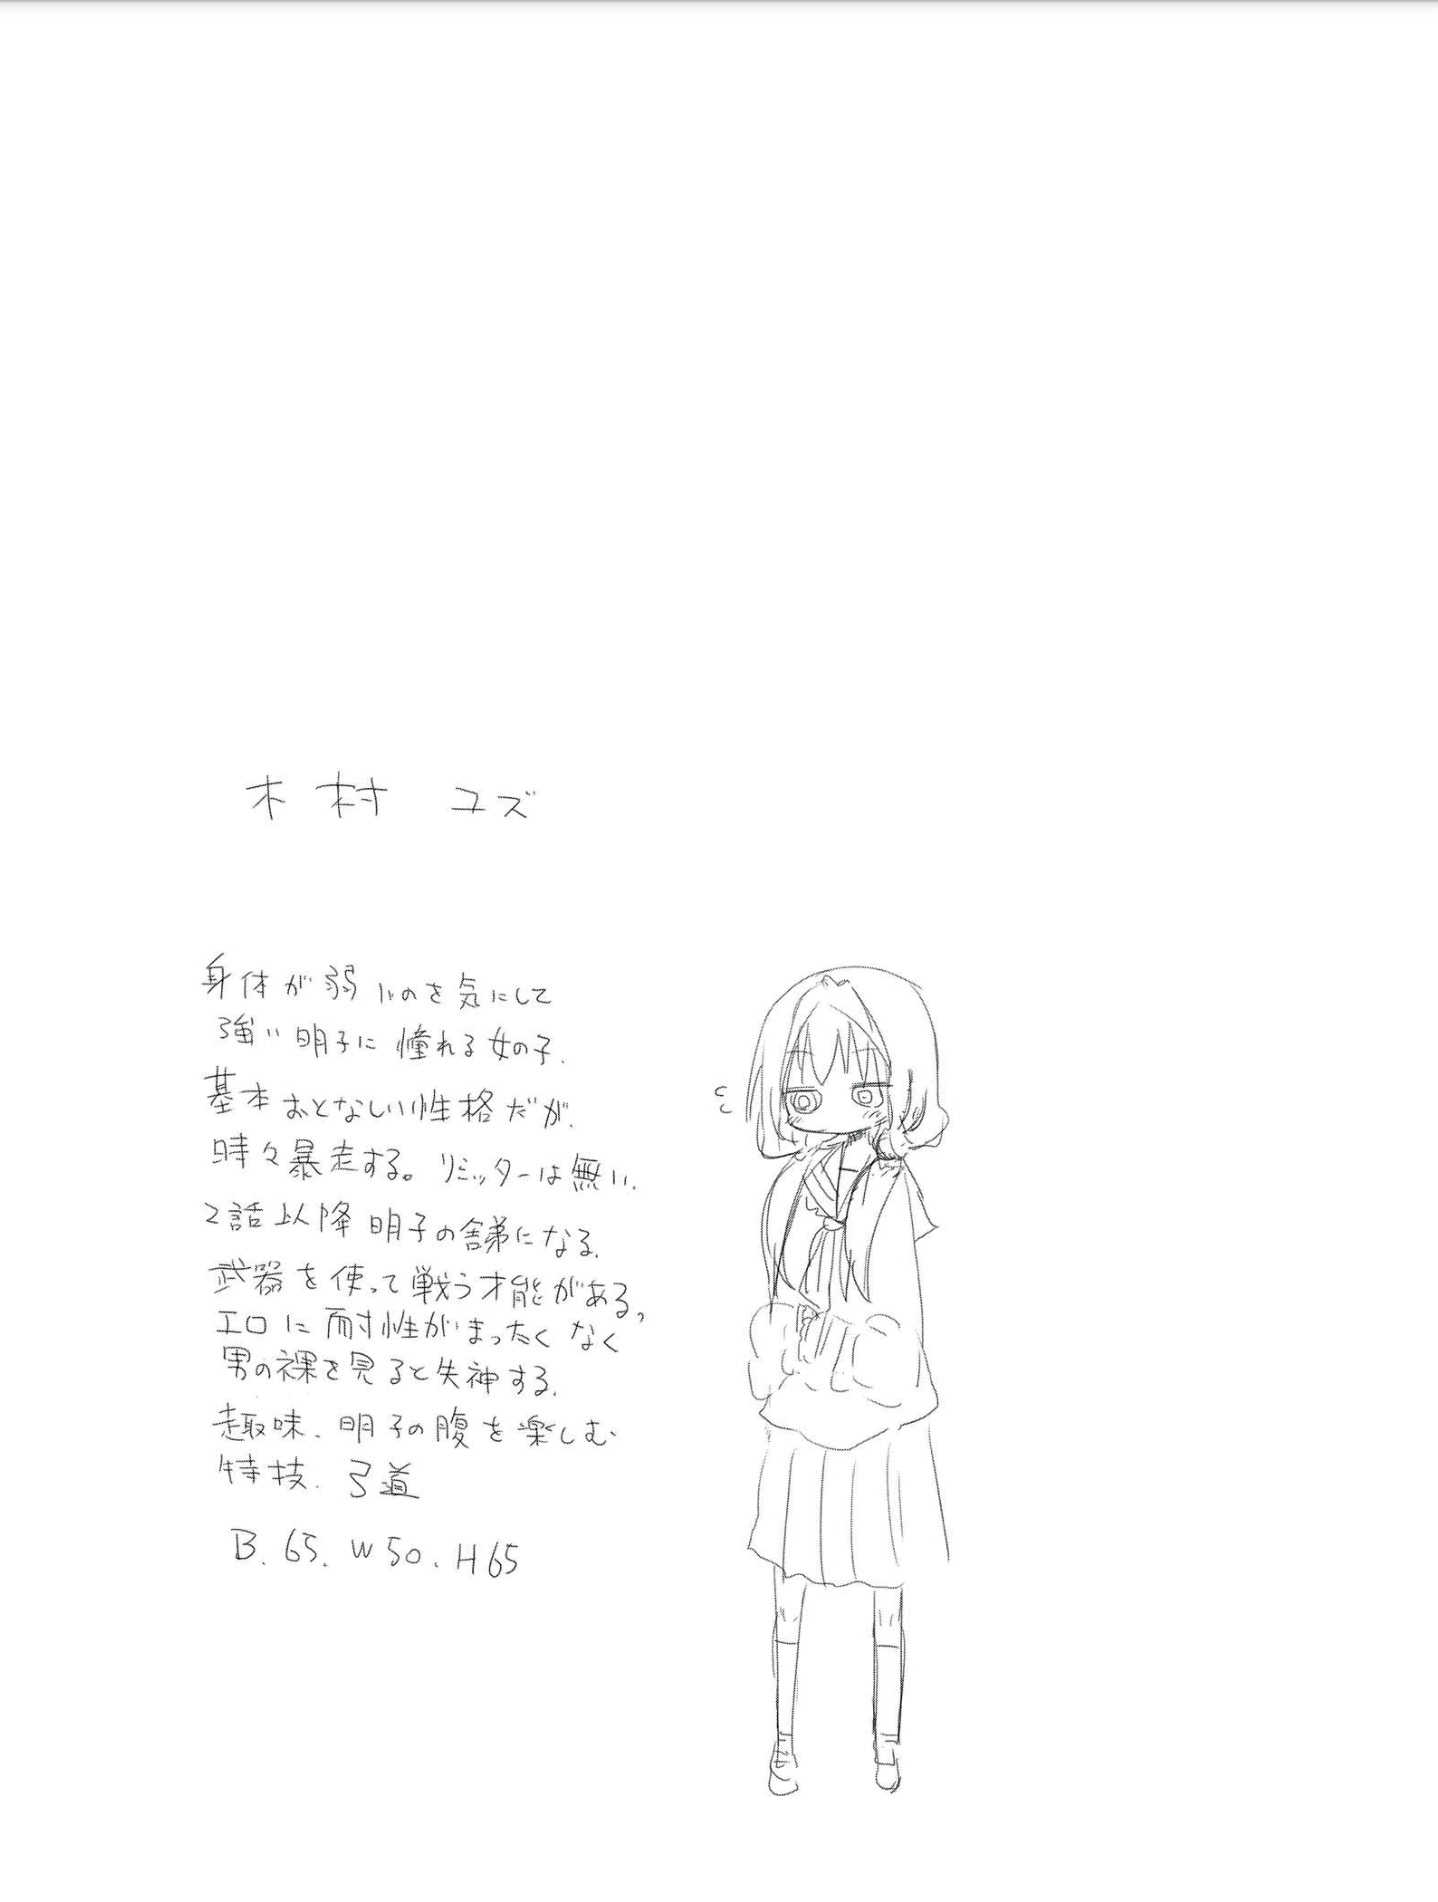 木村 ユズ
身体が弱いのを気にして
強い明子に憧れる女の子.
基本おとなしい性格だが、
時々暴走する。リミッターは無い.
2話以降明子の舎弟になる.
武器を使って戦う才能がある、
エロに耐性がまったくなく
男の裸を見ると失神する.
趣味.明子の腹を楽しむ
特技.弓道
B.65.W50.H65